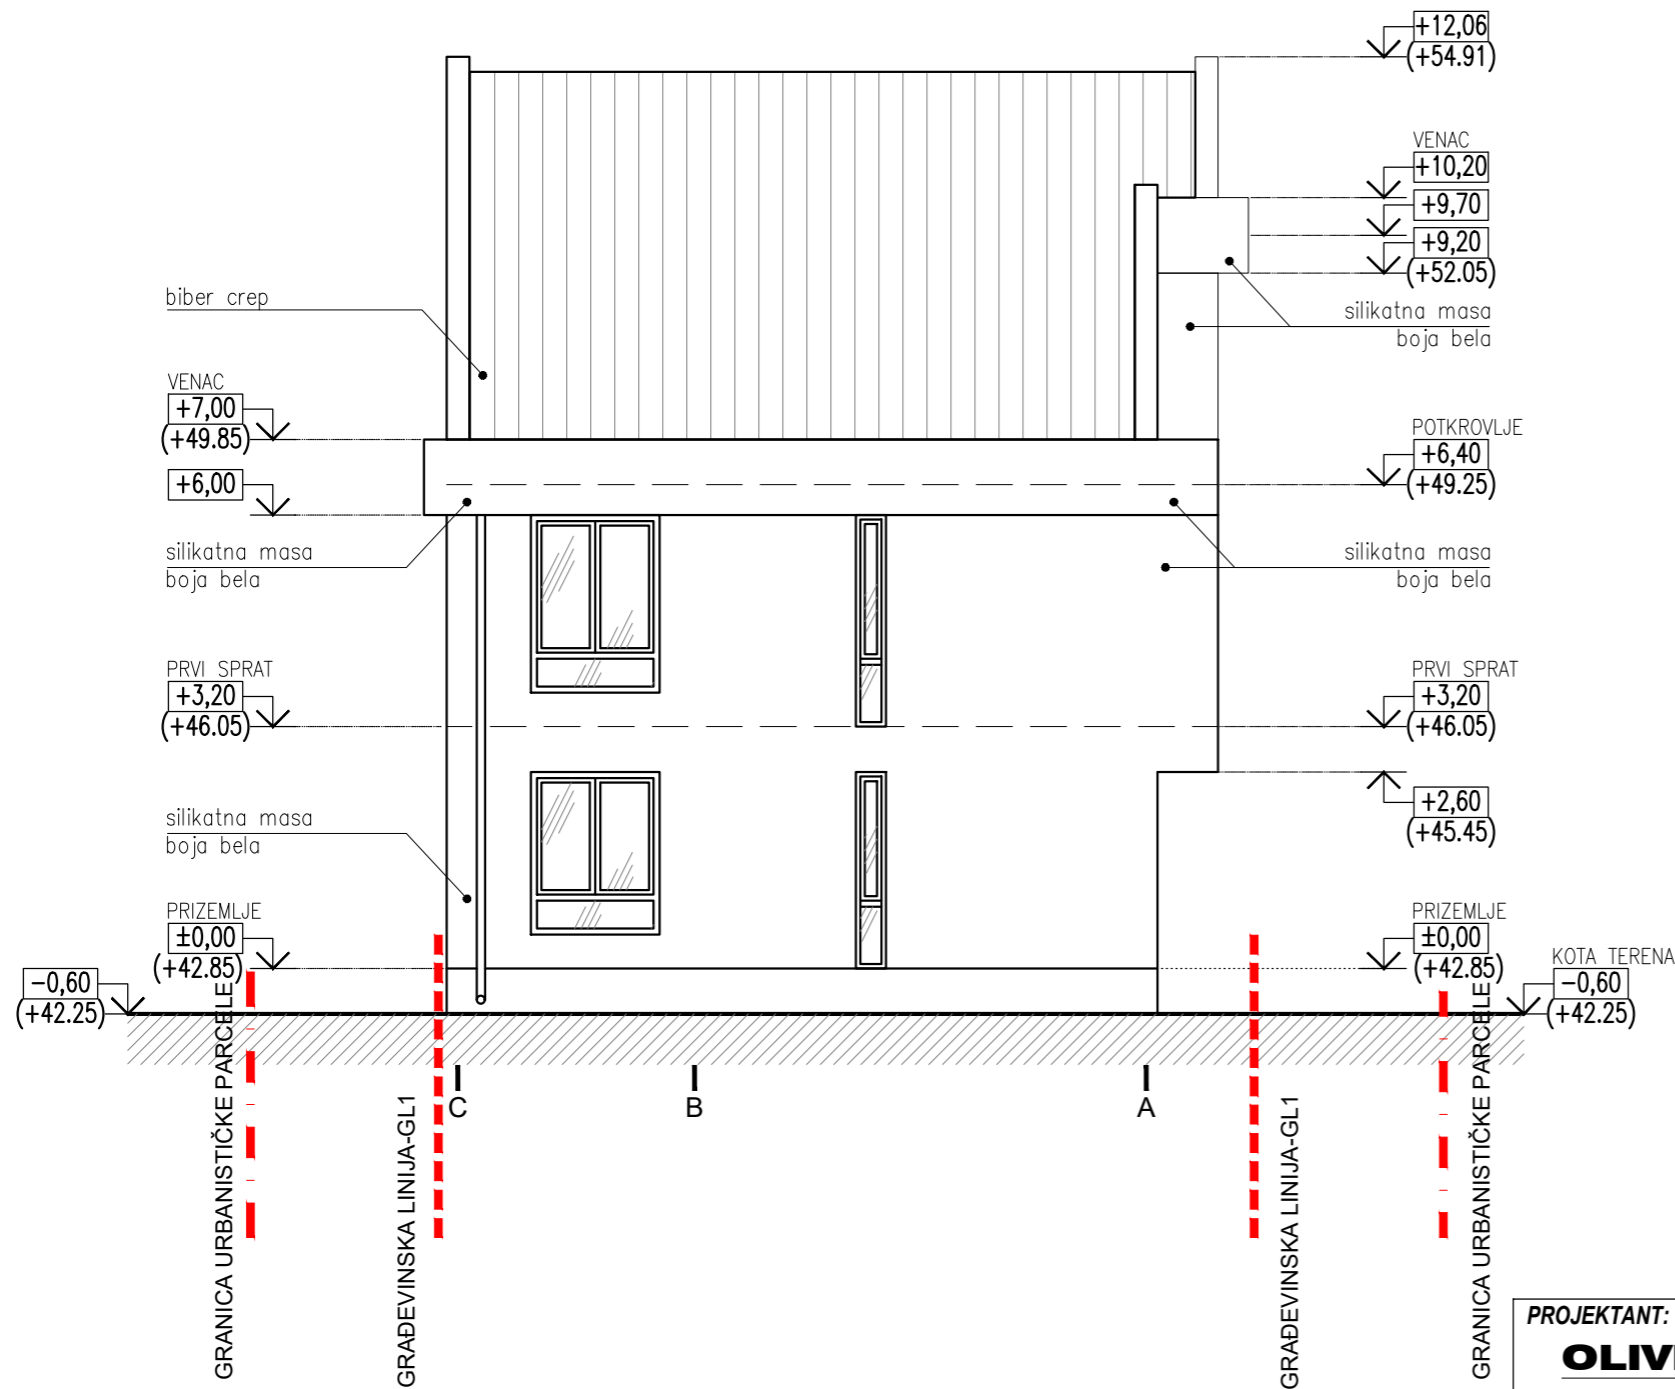 +12,06
(+54.91)
VENAC
+10,20
+9,70
+9,20
(+52.05)
silikatna masa
boja bela
biber crep
VENAC
+7,00
(+49.85)
+6,00
silikatna masa
boja bela
POTKROVLJE
+6,40
(+49.25)
silikatna masa
boja bela
PRVI SPRAT
+3,20
(+46.05)
PRVI SPRAT
+3,20
(+46.05)
+2,60
(+45.45)
silikatna masa
boja bela
PRIZEMLJE
±0,00
(+42.85)
-0,60
(+42.25)
PRIZEMLJE
±0,00
(+42.85)
KOTA TERENA
-0,60
(+42.25)
C
B
A
GRANICA URBANISTIČKE PARCELE
GRAĐEVINSKA LINIJA-GL1
GRAĐEVINSKA LINIJA-GL1
GRANICA URBANISTIČKE PARCELE
PROJEKTANT: